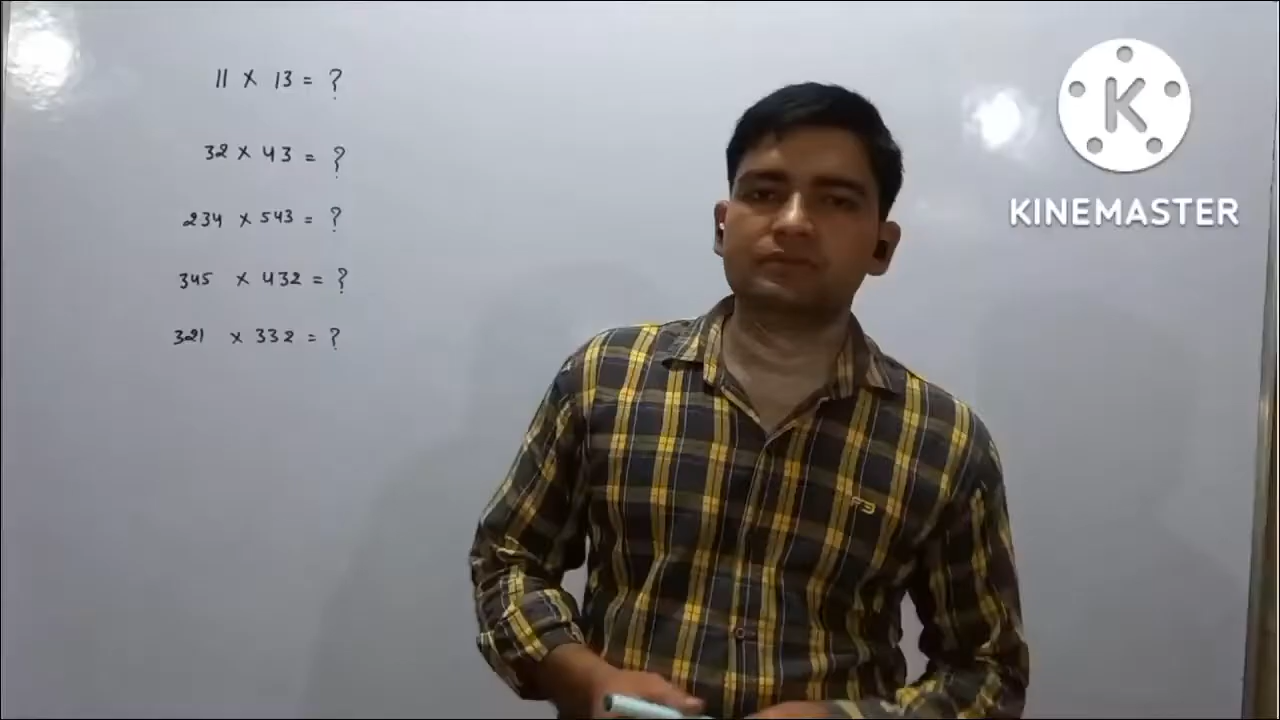 11 × 13 = ?
32 × 43 = ?
234 × 543 = ?
345 × 432 = ?
321 × 332 = ?
K
KINEMASTER